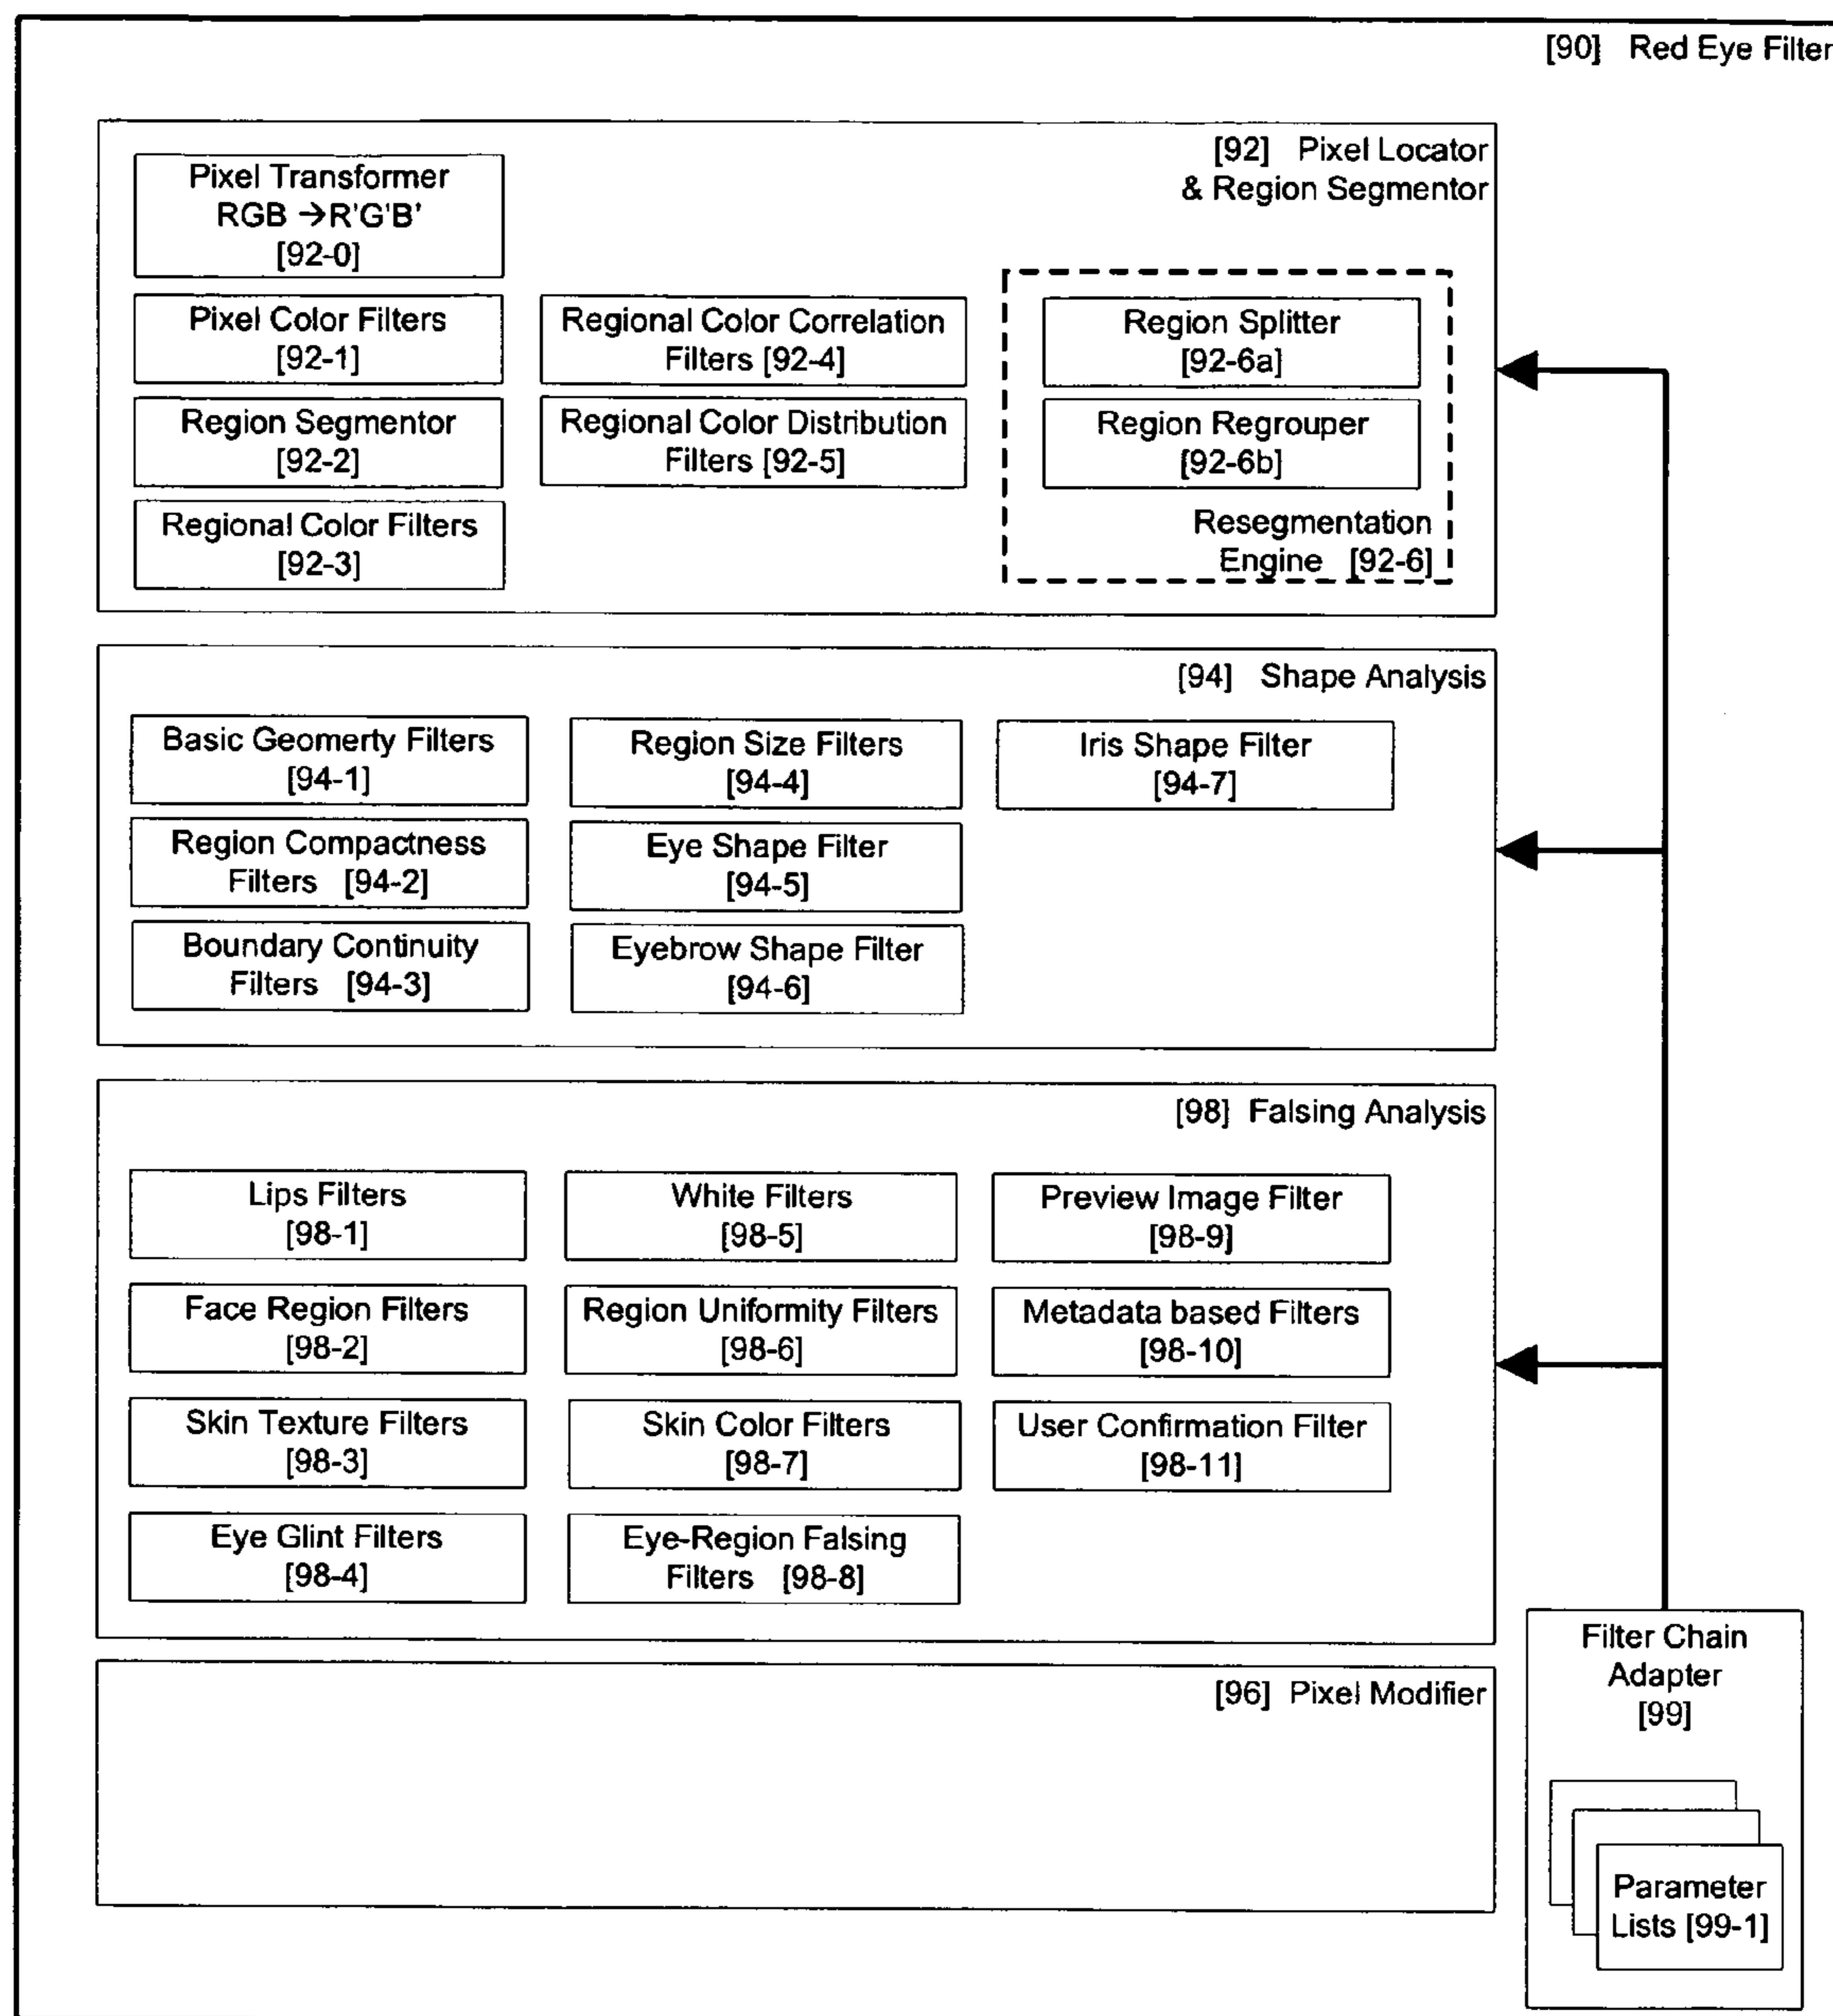 [90] Red Eye Filter
[92] Pixel Locator
& Region Segmentor
Pixel Transformer
RGB →R'G'B'
[92-0]
Pixel Color Filters
[92-1]
Region Segmentor
[92-2]
Regional Color Filters
[92-3]
Regional Color Correlation
Filters [92-4]
Regional Color Distribution
Filters [92-5]
Region Splitter
[92-6a]
Region Regrouper
[92-6b]
Resegmentation
Engine [92-6]
[94] Shape Analysis
Basic Geomerty Filters
[94-1]
Region Compactness
Filters [94-2]
Boundary Continuity
Filters [94-3]
Region Size Filters
[94-4]
Eye Shape Filter
[94-5]
Eyebrow Shape Filter
[94-6]
Iris Shape Filter
[94-7]
[98] Falsing Analysis
Lips Filters
[98-1]
Face Region Filters
[98-2]
Skin Texture Filters
[98-3]
Eye Glint Filters
[98-4]
White Filters
[98-5]
Region Uniformity Filters
[98-6]
Skin Color Filters
[98-7]
Eye-Region Falsing
Filters [98-8]
Preview Image Filter
[98-9]
Metadata based Filters
[98-10]
User Confirmation Filter
[98-11]
[96] Pixel Modifier
Filter Chain
Adapter
[99]
Parameter
Lists [99-1]